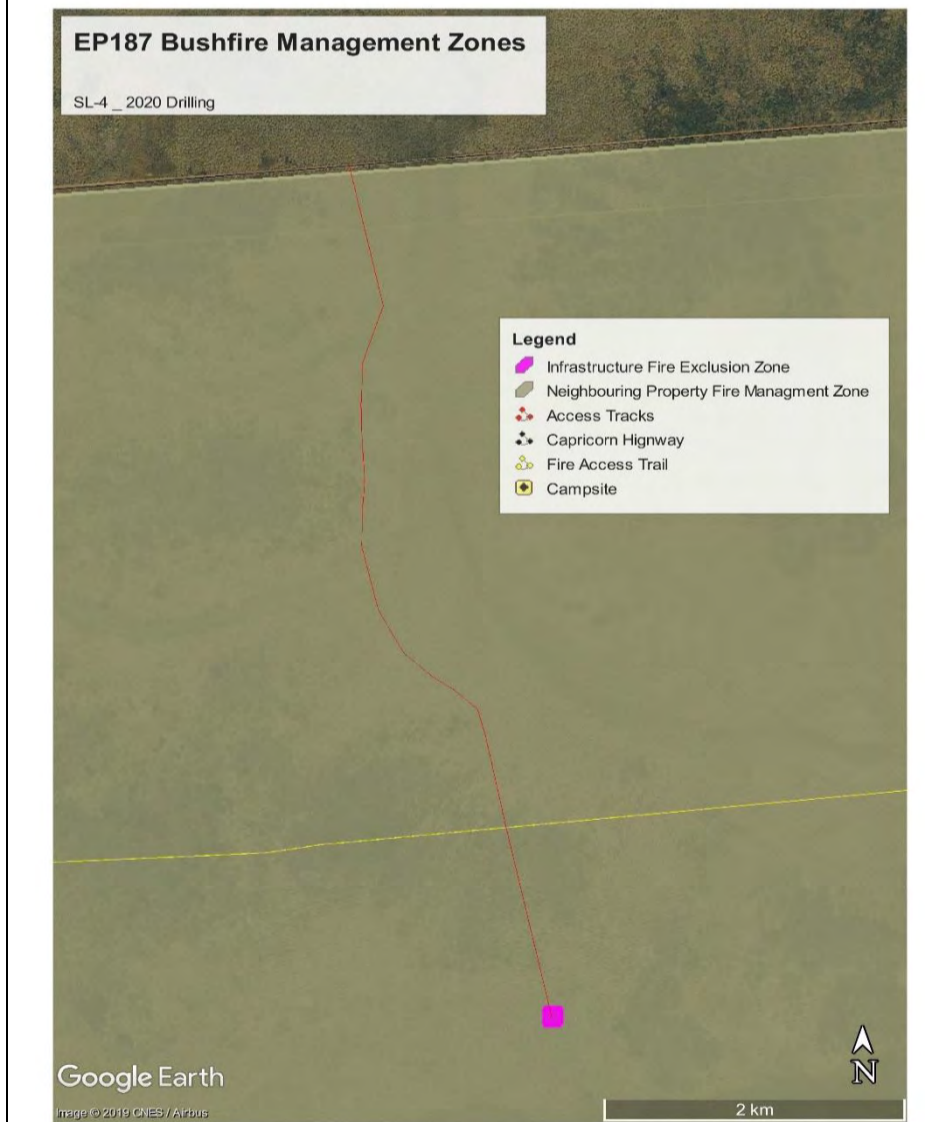 EP187 Bushfire Management Zones
SL-4 _ 2020 Drilling
Legend
Infrastructure Fire Exclusion Zone
Neighbouring Property Fire Managment Zone
Access Tracks
Capricorn Hignway
Fire Access Trail
Campsite
Google Earth
N
Image © 2019 CNES / Airbus
2 km